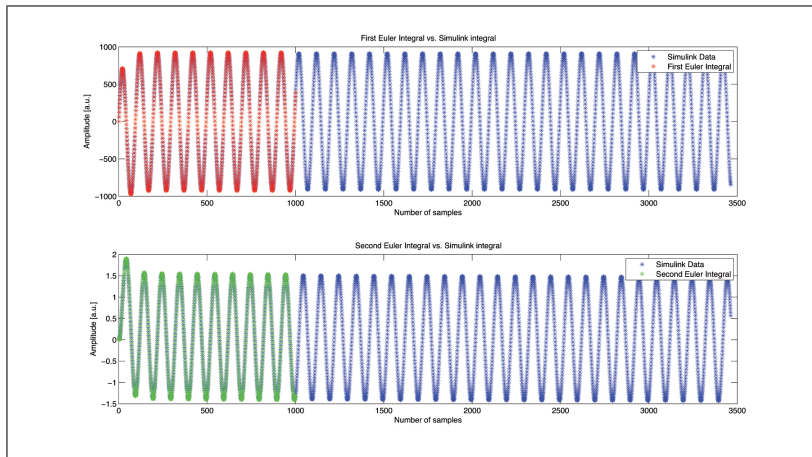 First Euler Integral vs. Simulink integral
1000
500
0
−500
−1000
Amplitude [a.u.]
Simulink Data
First Euler Integral
0 500 1000 1500 2000 2500 3000 3500
Number of samples
Second Euler Integral vs. Simulink integral
2
1.5
1
0.5
0
0.5
1
−1.5
Amplitude [a.u.]
Simulink Data
Second Euler Integral
0 500 1000 1500 2000 2500 3000 3500
Number of samples